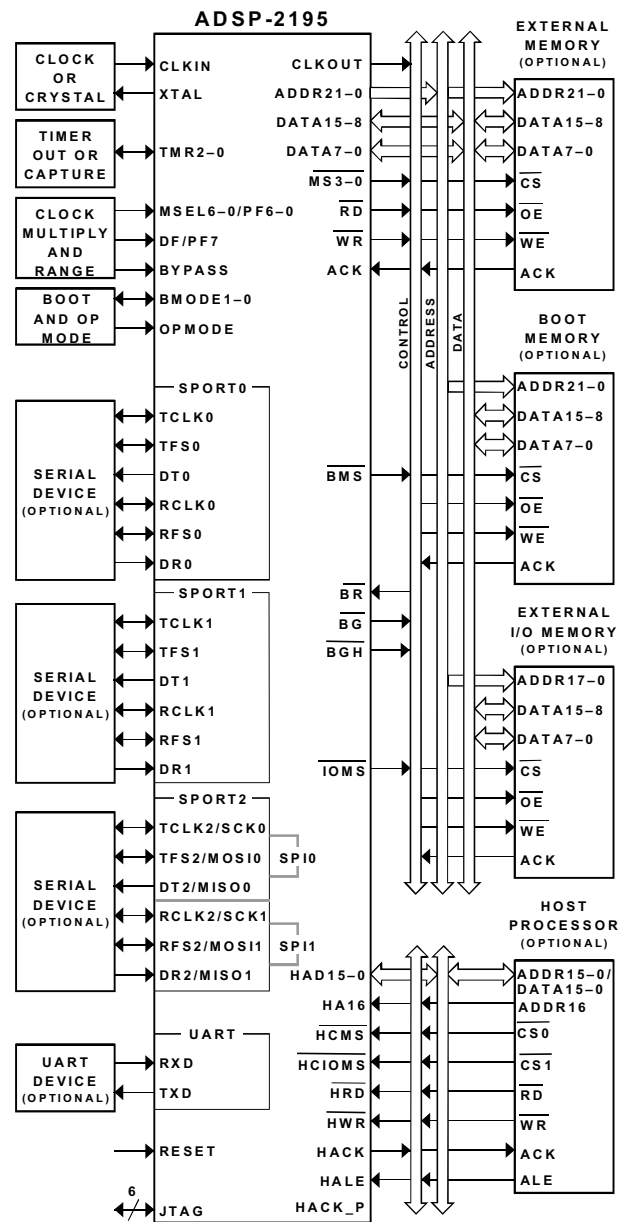 ADSP-2195
CLOCK
OR
CRYSTAL
TIMER
OUT OR
CAPTURE
CLOCK
MULTIPLY
AND
RANGE
BOOT
AND OP
MODE
SERIAL
DEVICE
(OPTIONAL)
SERIAL
DEVICE
(OPTIONAL)
SERIAL
DEVICE
(OPTIONAL)
UART
DEVICE
(OPTIONAL)
6
CLKIN
XTAL
TMR2–0
MSEL6–0/PF6–0
DF/PF7
BYPASS
BMODE1–0
OPMODE
SPORT0
TCLK0
TFS0
DT0
RCLK0
RFS0
DR0
SPORT1
TCLK1
TFS1
DT1
RCLK1
RFS1
DR1
SPORT2
TCLK2/SCK0
TFS2/MOSI0
DT2/MISO0
SPI0
RCLK2/SCK1
RFS2/MOSI1
DR2/MISO1
SPI1
UART
RXD
TXD
RESET
JTAG
CLKOUT
ADDR21–0
DATA15–8
DATA7–0
MS3–0
RD
WR
ACK
BMS
BR
BG
BGH
IOMS
HAD15–0
HA16
HCMS
HCIOMS
HRD
HWR
HACK
HALE
HACK_P
CONTROL
ADDRESS
DATA
EXTERNAL
MEMORY
(OPTIONAL)
ADDR21–0
DATA15–8
DATA7–0
CS
OE
WE
ACK
BOOT
MEMORY
(OPTIONAL)
ADDR21–0
DATA15–8
DATA7–0
CS
OE
WE
ACK
EXTERNAL
I/O MEMORY
(OPTIONAL)
ADDR17–0
DATA15–8
DATA7–0
CS
OE
WE
ACK
HOST
PROCESSOR
(OPTIONAL)
ADDR15–0/
DATA15–0
ADDR16
CS0
CS1
RD
WR
ACK
ALE